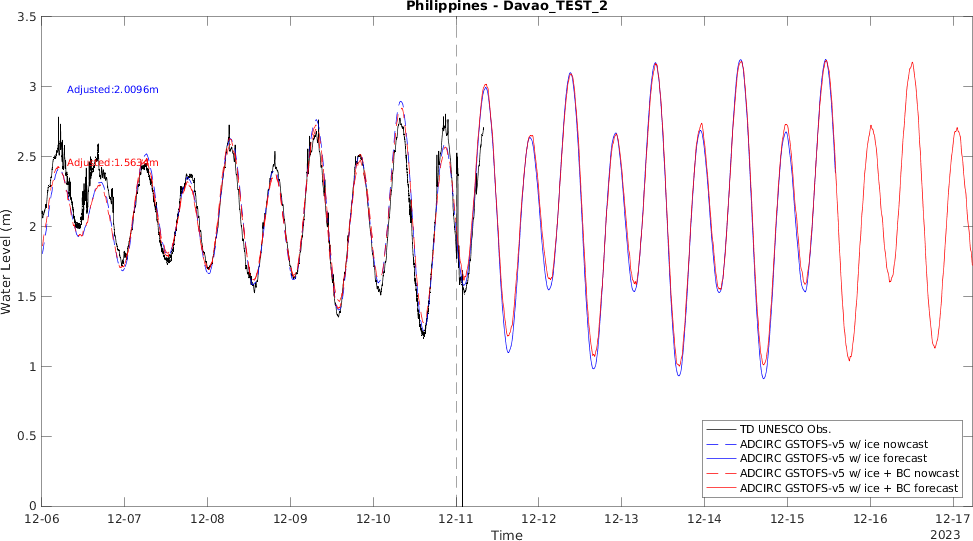 Philippines - Davao_TEST_2
3.5
3
2.5
2
1.5
1
0.5
0
Water Level (m)
Adjusted:2.0096m
TD UNESCO Obs.
ADCIRC GSTOFS-v5 w/ ice nowcast
ADCIRC GSTOFS-v5 w/ ice forecast
ADCIRC GSTOFS-v5 w/ ice + BC nowcast
ADCIRC GSTOFS-v5 w/ ice + BC forecast
12-06 12-07 12-08 12-09 12-10 12-11 12-12 12-13 12-14 12-15 12-16 12-17
Time
2023